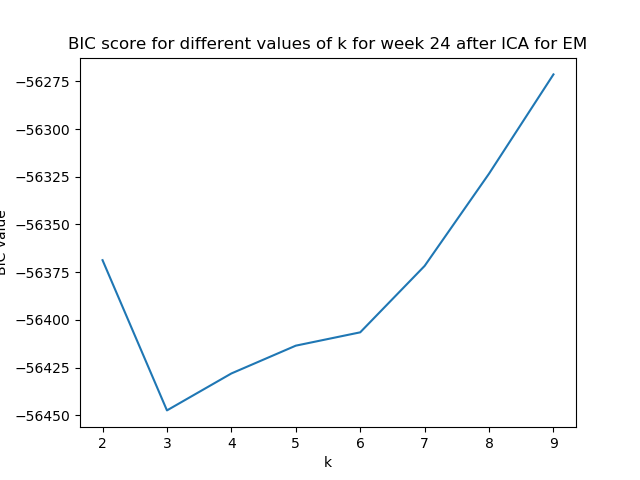 BIC score for different values of k for week 24 after ICA for EM
−56275
−56300
−56325
−56350
−56375
−56400
−56425
−56450
BIC value
2 3 4 5 6 7 8 9
k